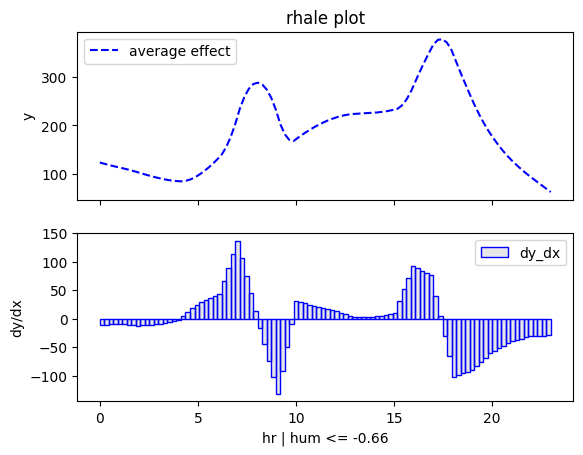 rhale plot
average effect
y
300
200
100
dy_dx
dy/dx
150
100
50
0
−50
−100
0 5 10 15 20
hr | hum <= -0.66